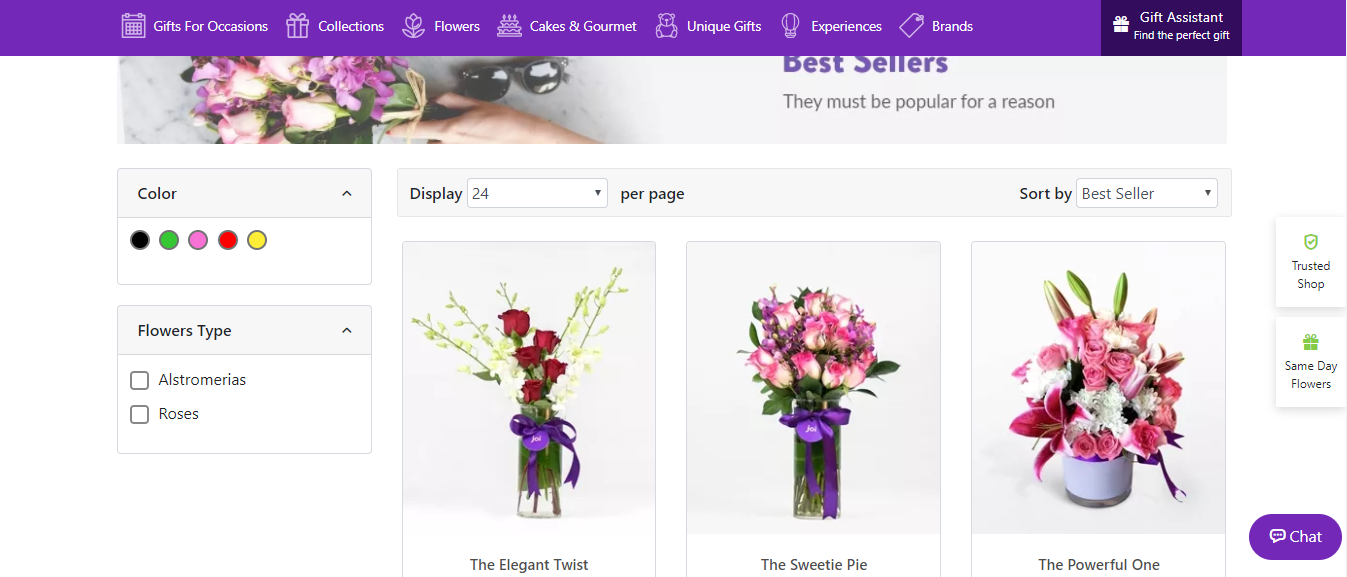 Gifts For Occasions
Collections
Flowers
Cakes & Gourmet
Unique Gifts
Experiences
Brands
Gift Assistant
Find the perfect gift
Best Sellers
They must be popular for a reason
Color
Display 24 per page
Sort by Best Seller
Flowers Type
Alstromerias
Roses
joi
joi
Trusted
Shop
Same Day
Flowers
Chat
The Elegant Twist
The Sweetie Pie
The Powerful One